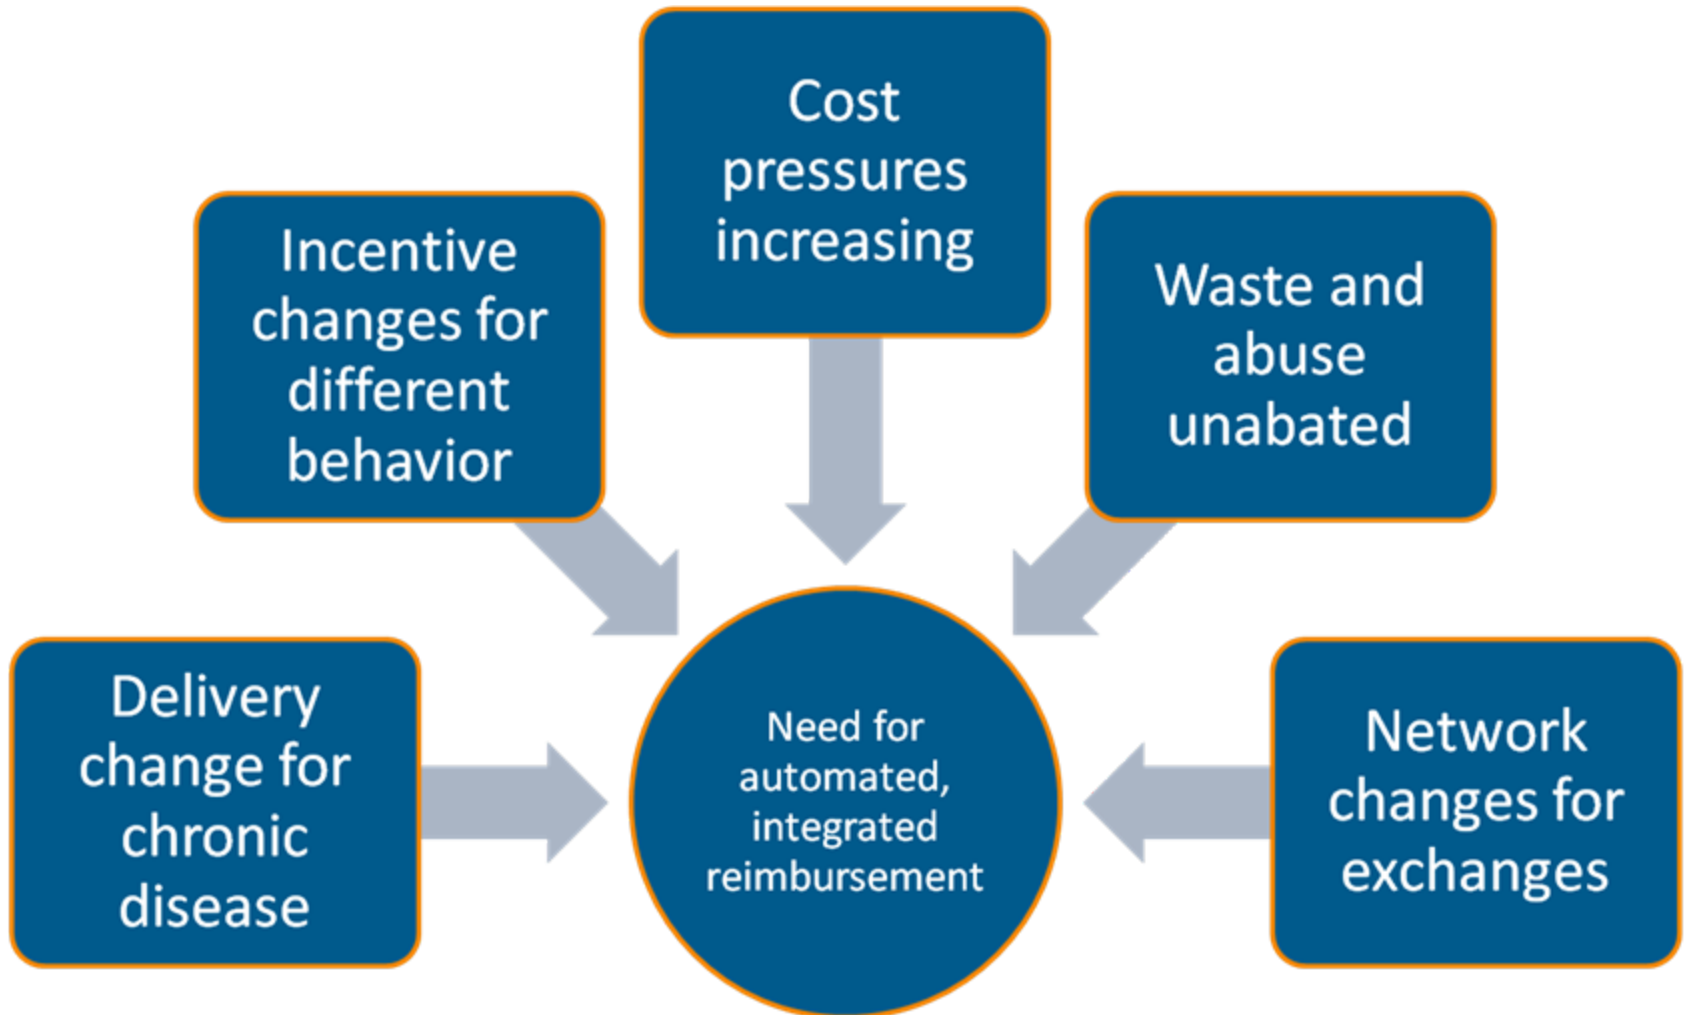 Cost
pressures
increasing
Incentive
changes for
different
behavior
Waste and
abuse
unabated
Delivery
change for
chronic
disease
Need for
automated,
integrated
reimbursement
Network
changes for
exchanges